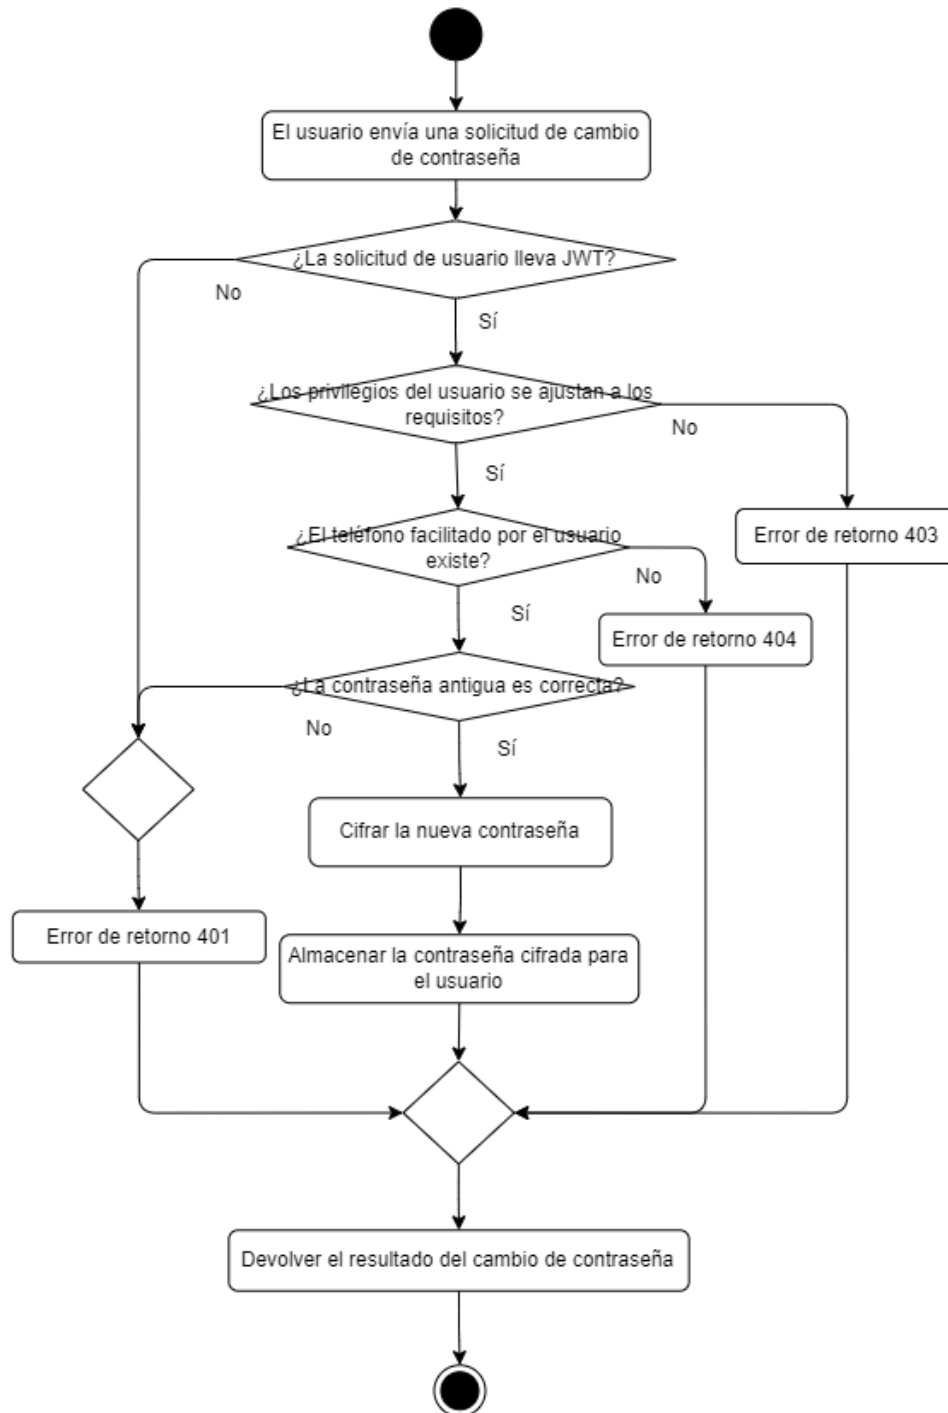 El usuario envía una solicitud de cambio
de contraseña
¿La solicitud de usuario lleva JWT?
No
Sí
¿Los privilegios del usuario se ajustan a los
requisitos?
No
Sí
¿El teléfono facilitado por el usuario
existe?
Error de retorno 403
No
Sí
Error de retorno 404
¿La contraseña antigua es correcta?
No
Sí
Cifrar la nueva contraseña
Error de retorno 401
Almacenar la contraseña cifrada para
el usuario
Devolver el resultado del cambio de contraseña